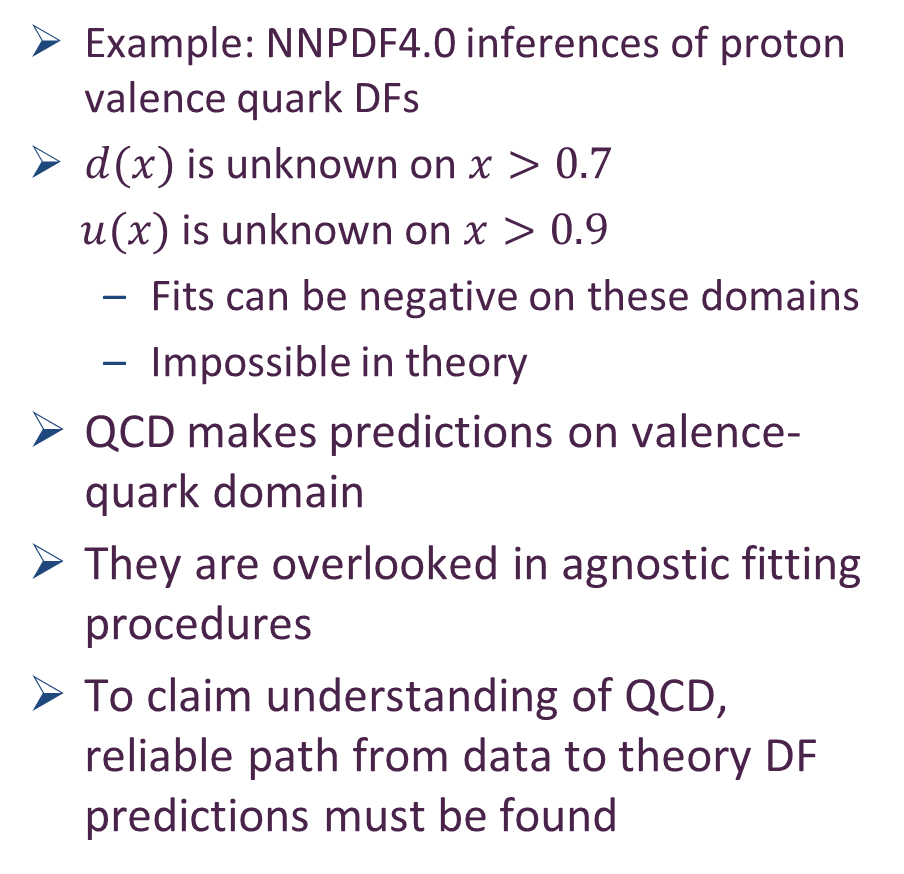 ➢ Example: NNPDF4.0 inferences of proton
valence quark DFs
➢ d(x) is unknown on x > 0.7
u(x) is unknown on x > 0.9
– Fits can be negative on these domains
– Impossible in theory
➢ QCD makes predictions on valence-
quark domain
➢ They are overlooked in agnostic fitting
procedures
➢ To claim understanding of QCD,
reliable path from data to theory DF
predictions must be found